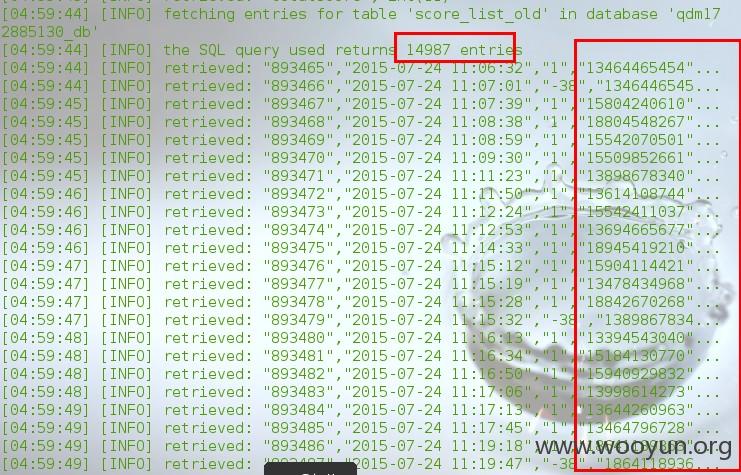 [04:59:44] [INFO] fetching entries for table 'score_list_old' in database 'qdm17
2885130_db'
[04:59:44] [INFO] the SQL query used returns 14987 entries
[04:59:44] [INFO] retrieved: "893465","2015-07-24 11:06:32","1","13464465454"...
[04:59:45] [INFO] retrieved: "893466","2015-07-24 11:07:01","-38","1346446545...
[04:59:45] [INFO] retrieved: "893467","2015-07-24 11:07:39","1","15804240610"...
[04:59:45] [INFO] retrieved: "893468","2015-07-24 11:08:38","1","18804548267"...
[04:59:45] [INFO] retrieved: "893469","2015-07-24 11:08:59","1","15542070501"...
[04:59:45] [INFO] retrieved: "893470","2015-07-24 11:09:30","1","15509852661"...
[04:59:45] [INFO] retrieved: "893471","2015-07-24 11:11:23","1","13898678340"...
[04:59:46] [INFO] retrieved: "893472","2015-07-24 11:11:50","1","13614108744"...
[04:59:46] [INFO] retrieved: "893473","2015-07-24 11:12:24","1","15542411037"...
[04:59:46] [INFO] retrieved: "893474","2015-07-24 11:12:53","1","13694665677"...
[04:59:46] [INFO] retrieved: "893475","2015-07-24 11:14:33","1","18945419210"...
[04:59:47] [INFO] retrieved: "893476","2015-07-24 11:15:12","1","15904114421"...
[04:59:47] [INFO] retrieved: "893477","2015-07-24 11:15:19","1","13478434968"...
[04:59:47] [INFO] retrieved: "893478","2015-07-24 11:15:28","1","18842670268"...
[04:59:47] [INFO] retrieved: "893479","2015-07-24 11:15:32","-38","1389867834...
[04:59:48] [INFO] retrieved: "893480","2015-07-24 11:16:13","1","13394543040"...
[04:59:48] [INFO] retrieved: "893481","2015-07-24 11:16:34","1","15184130770"...
[04:59:48] [INFO] retrieved: "893482","2015-07-24 11:16:50","1","15940929832"...
[04:59:48] [INFO] retrieved: "893483","2015-07-24 11:17:06","1","13998614273"...
[04:59:49] [INFO] retrieved: "893484","2015-07-24 11:17:13","1","13644260963"...
[04:59:49] [INFO] retrieved: "893485","2015-07-24 11:17:45","1","13464796728"...
[04:59:49] [INFO] retrieved: "893486","2015-07-24 11:19:18","1",
[04:59:49] [INFO] retrieved: "893487","2015-07-24 11:19:47","-38","1864118936...
www.wooyun.org